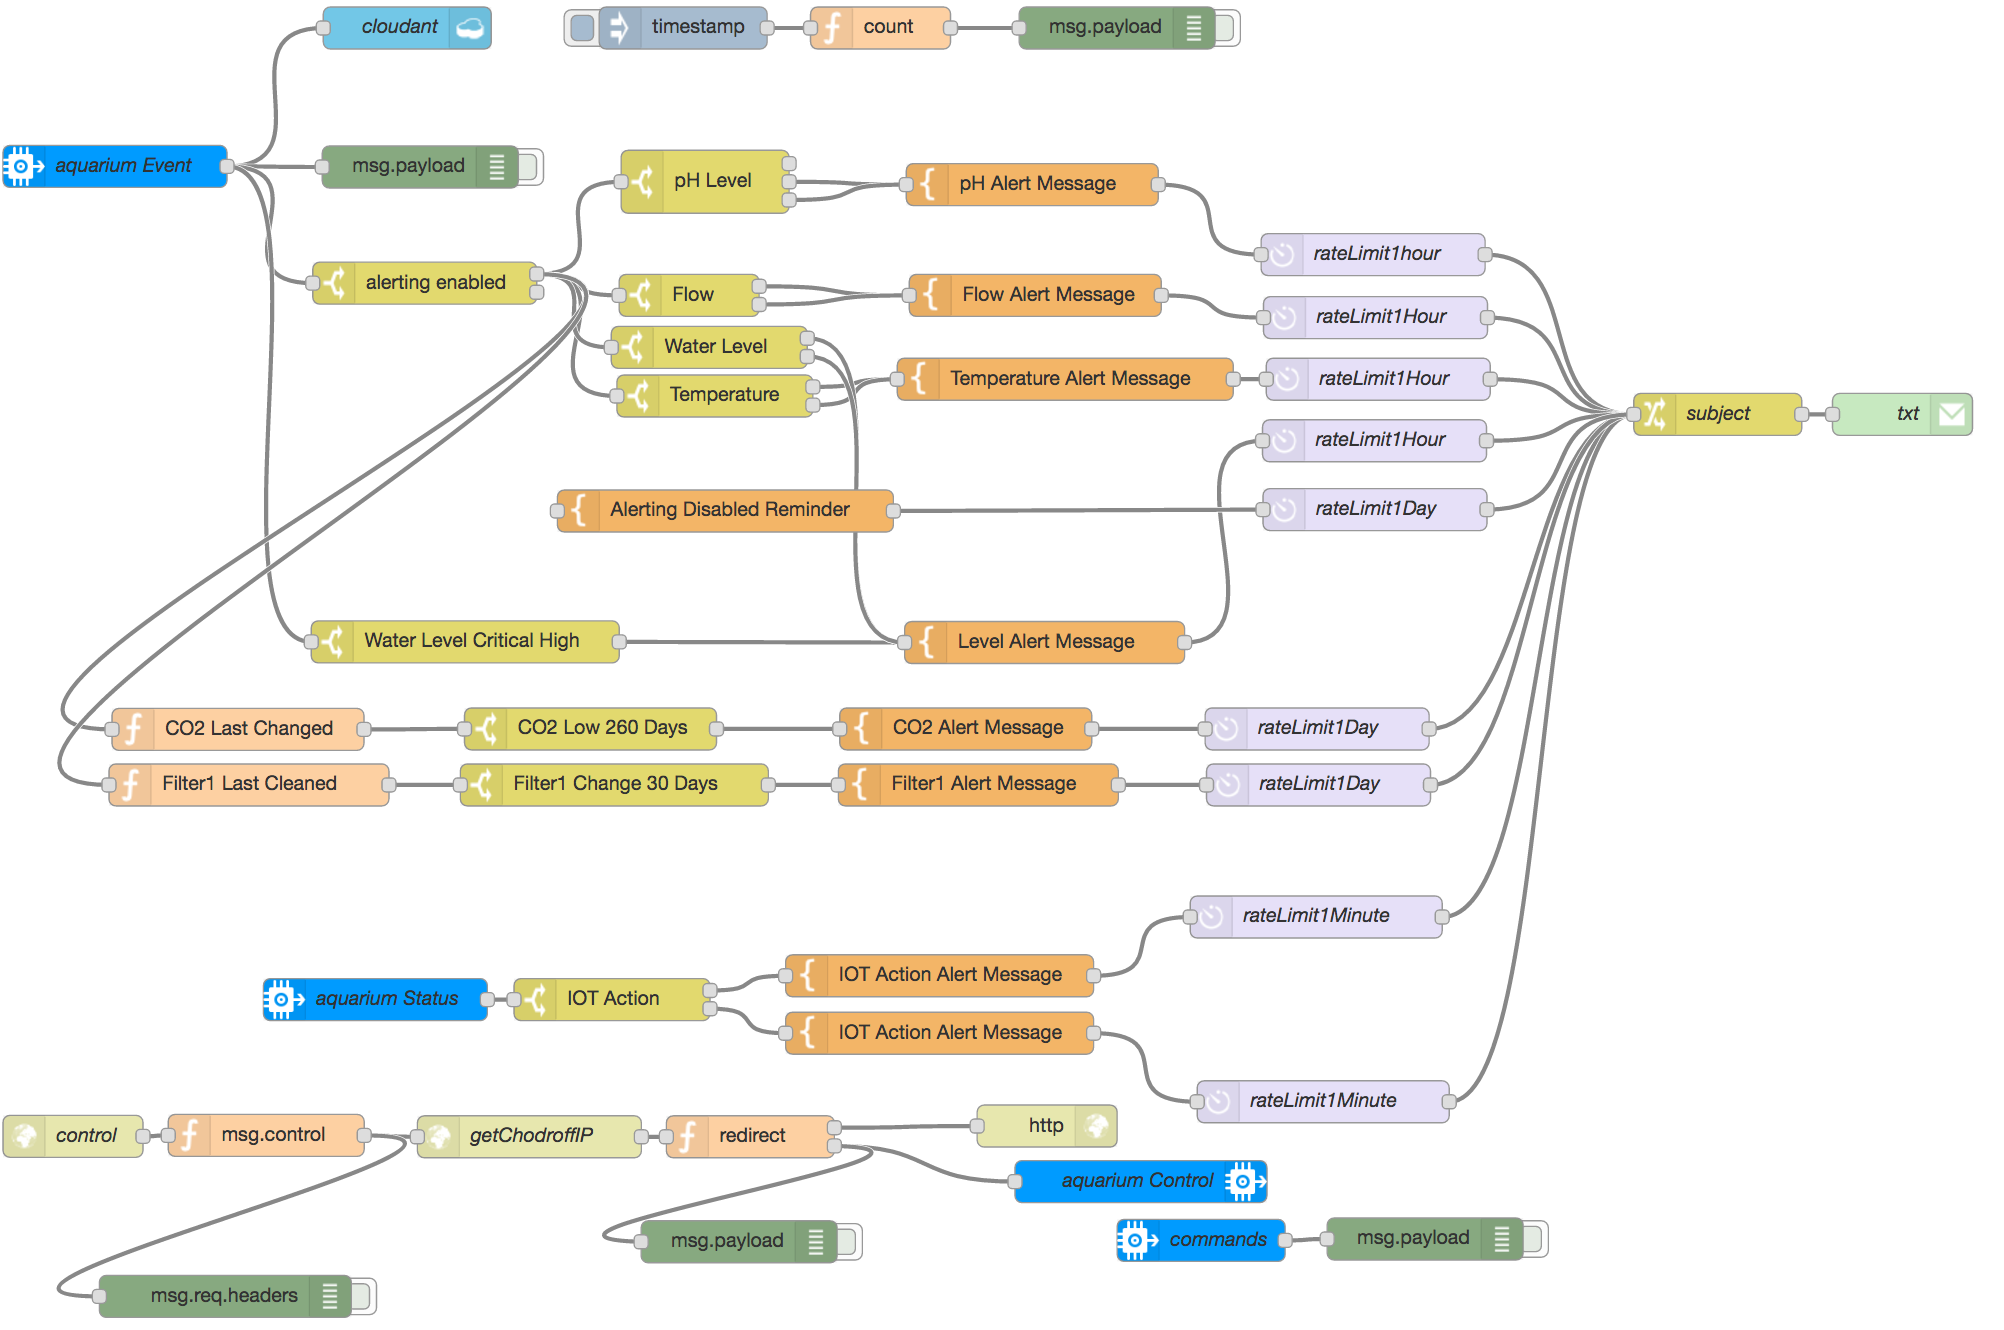 cloudant
timestamp
count
msg.payload
aquarium Event
msg.payload
pH Level
pH Alert Message
rateLimit1hour
alerting enabled
Flow
Flow Alert Message
rateLimit1Hour
Water Level
Temperature
Temperature Alert Message
rateLimit1Hour
subject
txt
rateLimit1Hour
Alerting Disabled Reminder
rateLimit1Day
Water Level Critical High
Level Alert Message
CO2 Last Changed
CO2 Low 260 Days
CO2 Alert Message
rateLimit1Day
Filter1 Last Cleaned
Filter1 Change 30 Days
Filter1 Alert Message
rateLimit1Day
rateLimit1Minute
IOT Action Alert Message
aquarium Status
IOT Action
IOT Action Alert Message
rateLimit1Minute
control
msg.control
getChodroffIP
redirect
http
aquarium Control
msg.payload
commands
msg.payload
msg.req.headers